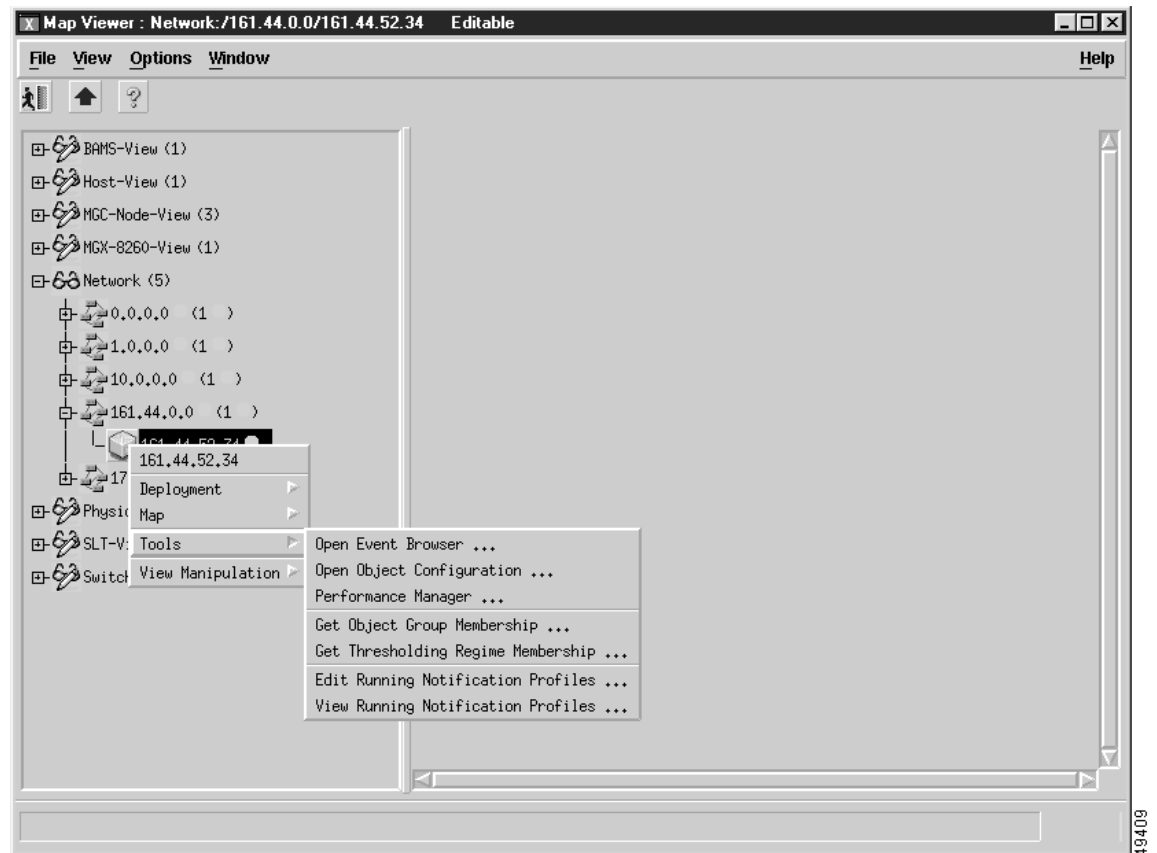 X Map Viewer : Network:/161.44.0.0/161.44.52.34 Editable
File View Options Window Help
BAMS-View (1)
Host-View (1)
MGC-Node-View (3)
MGX-8260-View (1)
Network (5)
0.0.0.0 (1 )
1.0.0.0 (1 )
10.0.0.0 (1 )
161.44.0.0 (1 )
161.44.52.34
161.44.52.34
17
Deployment
Map
Tools
View Manipulation
Open Event Browser ...
Open Object Configuration ...
Performance Manager ...
Get Object Group Membership ...
Get Thresholding Regime Membership ...
Edit Running Notification Profiles ...
View Running Notification Profiles ...
Physic
SLT-V
Switch
49409